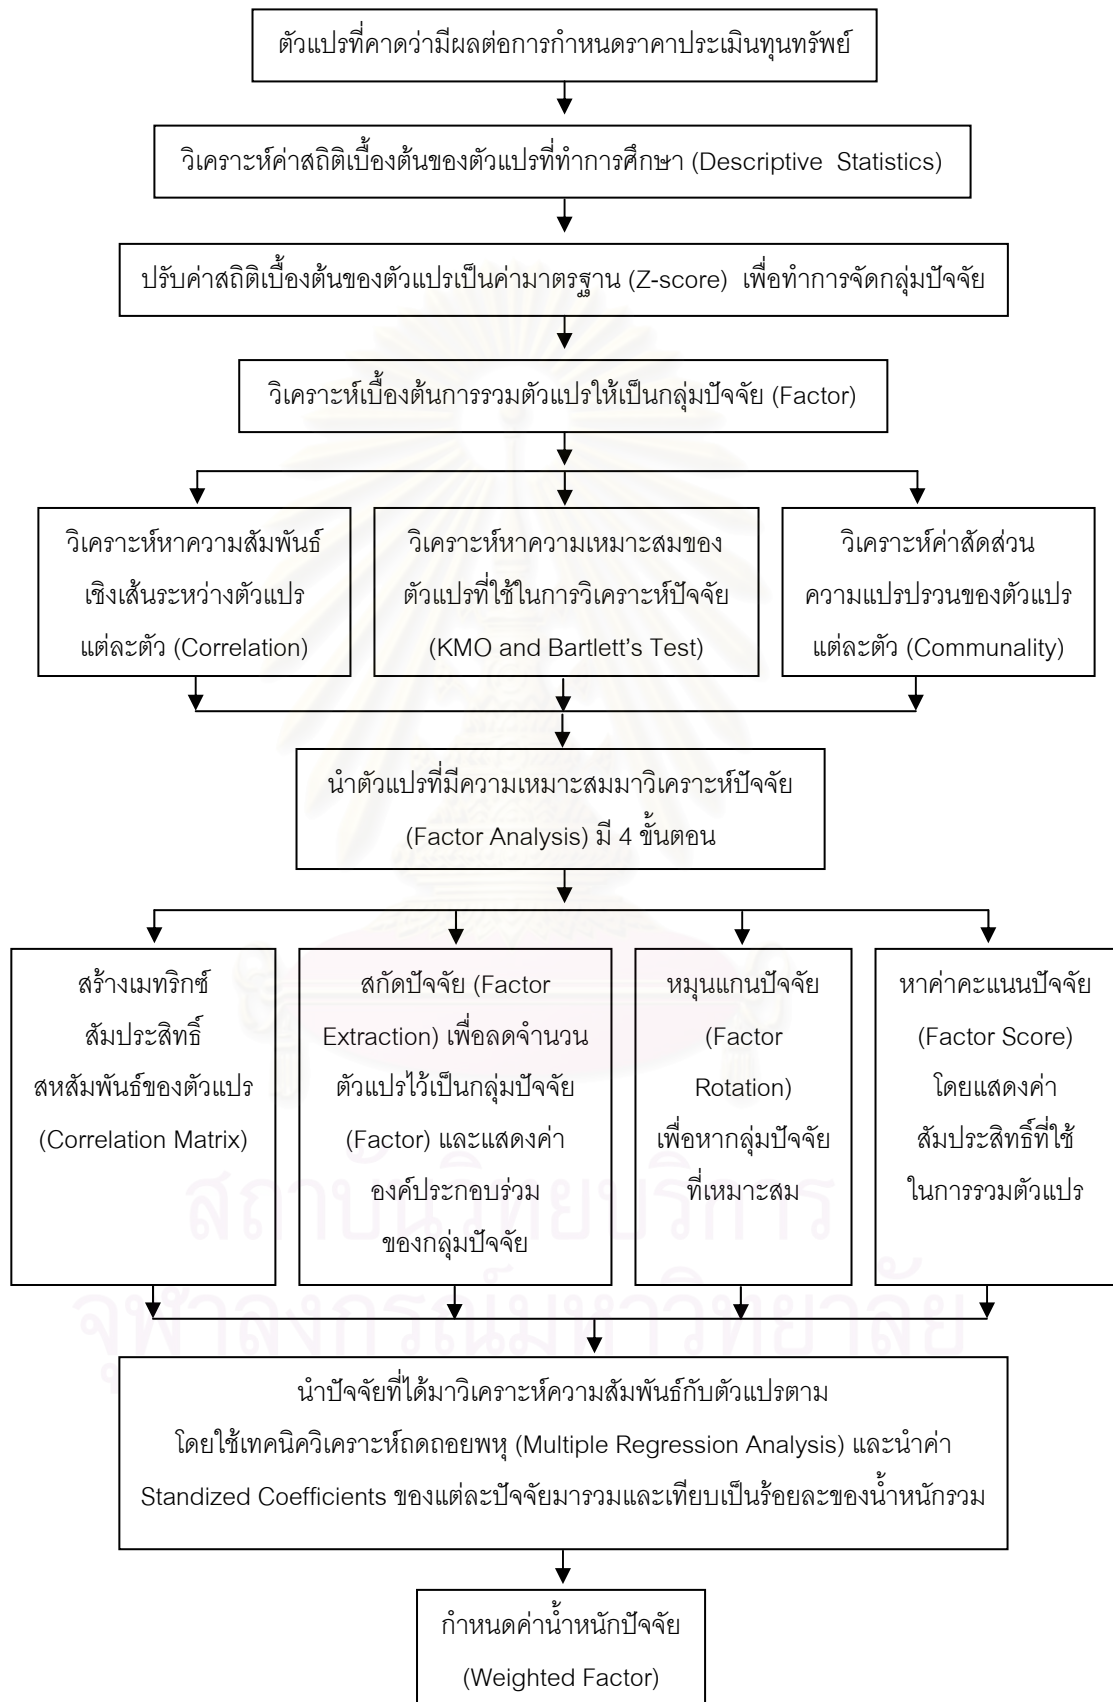 ตัวแปรที่คาดว่ามีผลต่อการกำหนดราคาประเมินทุนทรัพย์
วิเคราะห์ค่าสถิติเบื้องต้นของตัวแปรที่ทำการศึกษา (Descriptive Statistics)
ปรับค่าสถิติเบื้องต้นของตัวแปรเป็นค่ามาตรฐาน (Z-score) เพื่อทำการจัดกลุ่มปัจจัย
วิเคราะห์เบื้องต้นการรวมตัวแปรให้เป็นกลุ่มปัจจัย (Factor)
วิเคราะห์หาความสัมพันธ์
เชิงเส้นระหว่างตัวแปร
แต่ละตัว (Correlation)
วิเคราะห์หาความเหมาะสมของ
ตัวแปรที่ใช้ในการวิเคราะห์ปัจจัย
(KMO and Bartlett’s Test)
วิเคราะห์ค่าสัดส่วน
ความแปรปรวนของตัวแปร
แต่ละตัว (Communality)
นำตัวแปรที่มีความเหมาะสมมาวิเคราะห์ปัจจัย
(Factor Analysis) มี 4 ขั้นตอน
สร้างเมทริกซ์
สัมประสิทธิ์
สหสัมพันธ์ของตัวแปร
(Correlation Matrix)
สกัดปัจจัย (Factor
Extraction) เพื่อลดจำนวน
ตัวแปรไว้เป็นกลุ่มปัจจัย
(Factor) และแสดงค่า
องค์ประกอบร่วม
ของกลุ่มปัจจัย
หมุนแกนปัจจัย
(Factor
Rotation)
เพื่อหากลุ่มปัจจัย
ที่เหมาะสม
หาค่าคะแนนปัจจัย
(Factor Score)
โดยแสดงค่า
สัมประสิทธิ์ที่ใช้
ในการรวมตัวแปร
สถาบันวิทยบริการ
จุฬาลงกรณ์มหาวิทยาลัย
นำปัจจัยที่ได้มาวิเคราะห์ความสัมพันธ์กับตัวแปรตาม
โดยใช้เทคนิควิเคราะห์ถดถอยพหุ (Multiple Regression Analysis) และนำค่า
Standized Coefficients ของแต่ละปัจจัยมารวมและเทียบเป็นร้อยละของน้ำหนักรวม
กำหนดค่าน้ำหนักปัจจัย
(Weighted Factor)